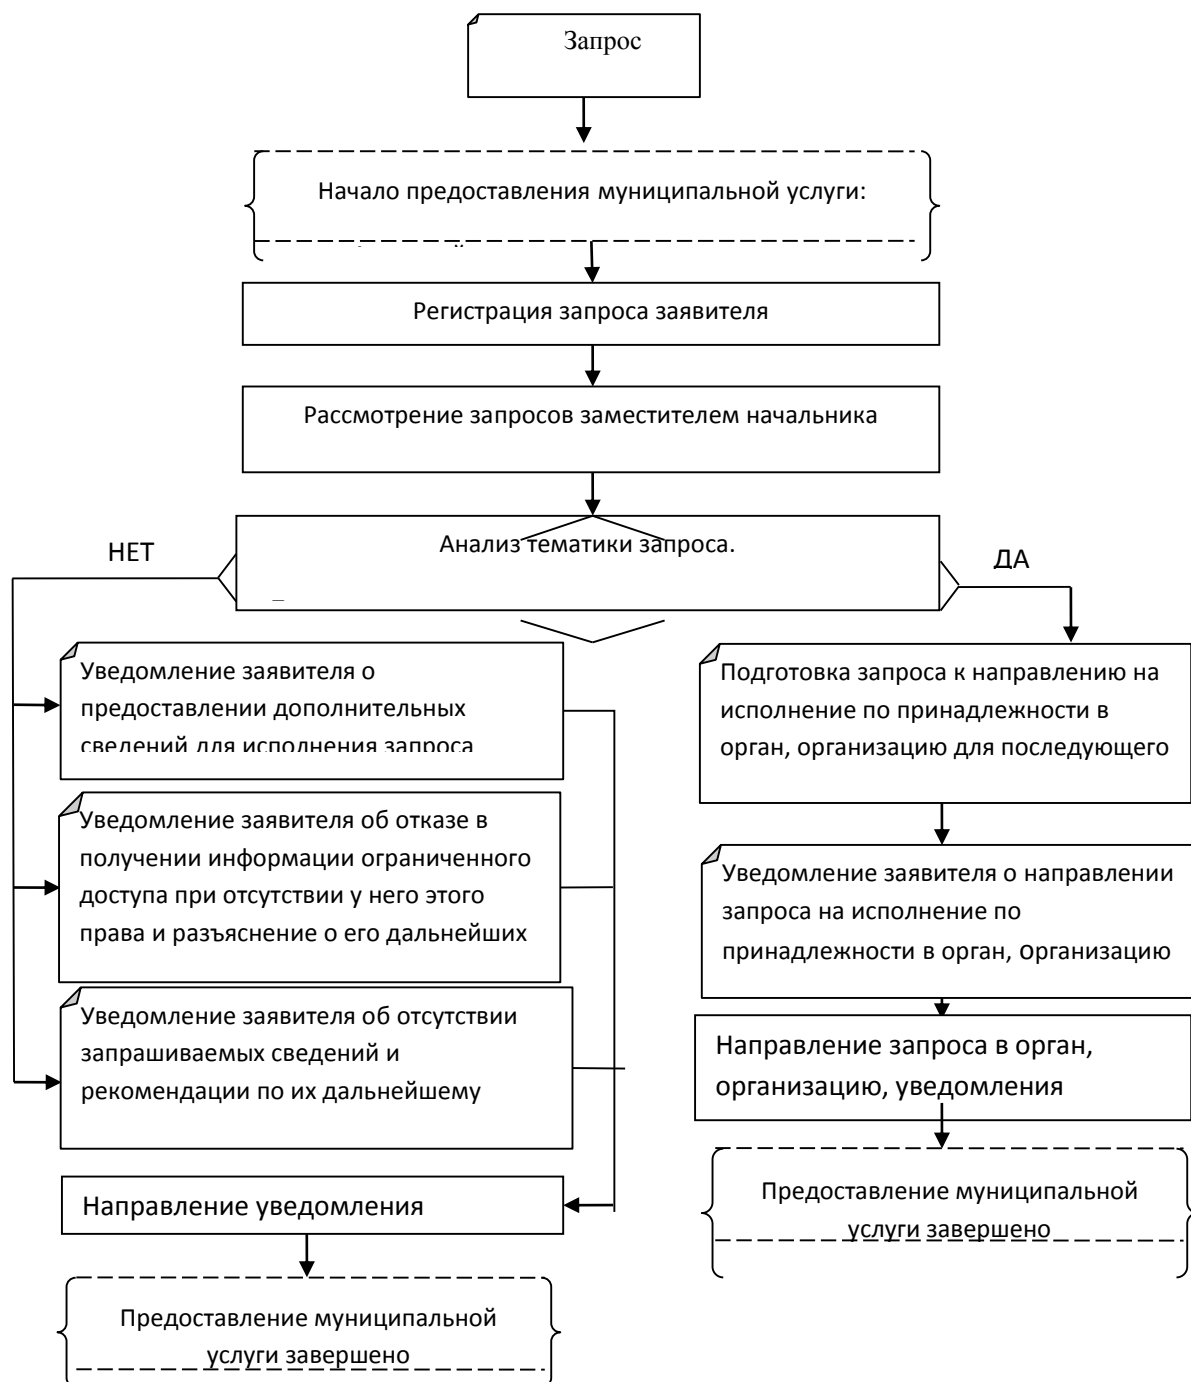 Запрос
Начало предоставления муниципальной услуги:
Регистрация запроса заявителя
Рассмотрение запросов заместителем начальника
Анализ тематики запроса.
НЕТ
ДА
Уведомление заявителя о
предоставлении дополнительных
сведений для исполнения запроса
Уведомление заявителя об отказе в
получении информации ограниченного
доступа при отсутствии у него этого
права и разъяснение о его дальнейших
Уведомление заявителя об отсутствии
запрашиваемых сведений и
рекомендации по их дальнейшему
Направление уведомления
Предоставление муниципальной
услуги завершено
Подготовка запроса к направлению на
исполнение по принадлежности в
орган, организацию для последующего
Уведомление заявителя о направлении
запроса на исполнение по
принадлежности в орган, организацию
Направление запроса в орган,
организацию, уведомления
Предоставление муниципальной
услуги завершено